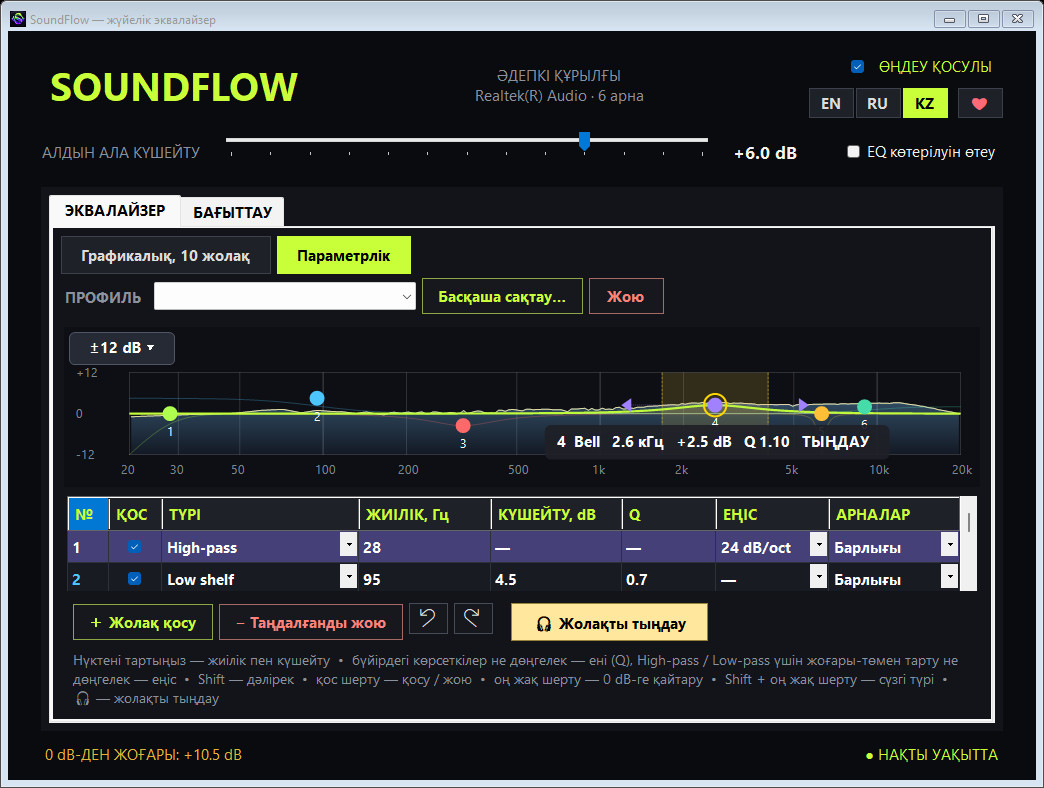 SoundFlow — жүйелік эквалайзер
SOUNDFLOW
ӘДЕПКІ ҚҰРЫЛҒЫ
Realtek(R) Audio · 6 арна
ӨҢДЕУ ҚОСУЛЫ
EN RU KZ
АЛДЫН АЛА КҮШЕЙТУ
+6.0 dB
EQ көтерілуін өтеу
ЭКВАЛАЙЗЕР БАҒЫТТАУ
Графикалық, 10 жолақ Параметрлік
ПРОФИЛЬ Басқаша сақтау... Жою
±12 dB
+12
0
-12
1 2 3 4 6
4 Bell 2.6 кГц +2.5 dB Q 1.10 ТЫҢДАУ
20 30 50 100 200 500 1k 2k 5k 10k 20k
№ ҚОС ТҮРІ ЖИІЛІК, Гц КҮШЕЙТУ, dB Q ЕҢІС АРНАЛАР
1 High-pass 28 — — 24 dB/oct Барлығы
2 Low shelf 95 4.5 0.7 — Барлығы
+ Жолақ қосу − Таңдалғанды жою Жолақты тыңдау
Нүктені тартыңыз — жиілік пен күшейту • бүйірдегі көрсеткілер не дөңгелек — ені (Q), High-pass / Low-pass үшін жоғары-төмен тарту не
дөңгелек — еңіс • Shift — дәлірек • қос шерту — қосу / жою • оң жақ шерту — 0 dB-ге қайтару • Shift + оң жақ шерту — сүзгі түрі •
🎧 — жолақты тыңдау
0 dB-ДЕН ЖОҒАРЫ: +10.5 dB
● НАҚТЫ УАҚЫТТА